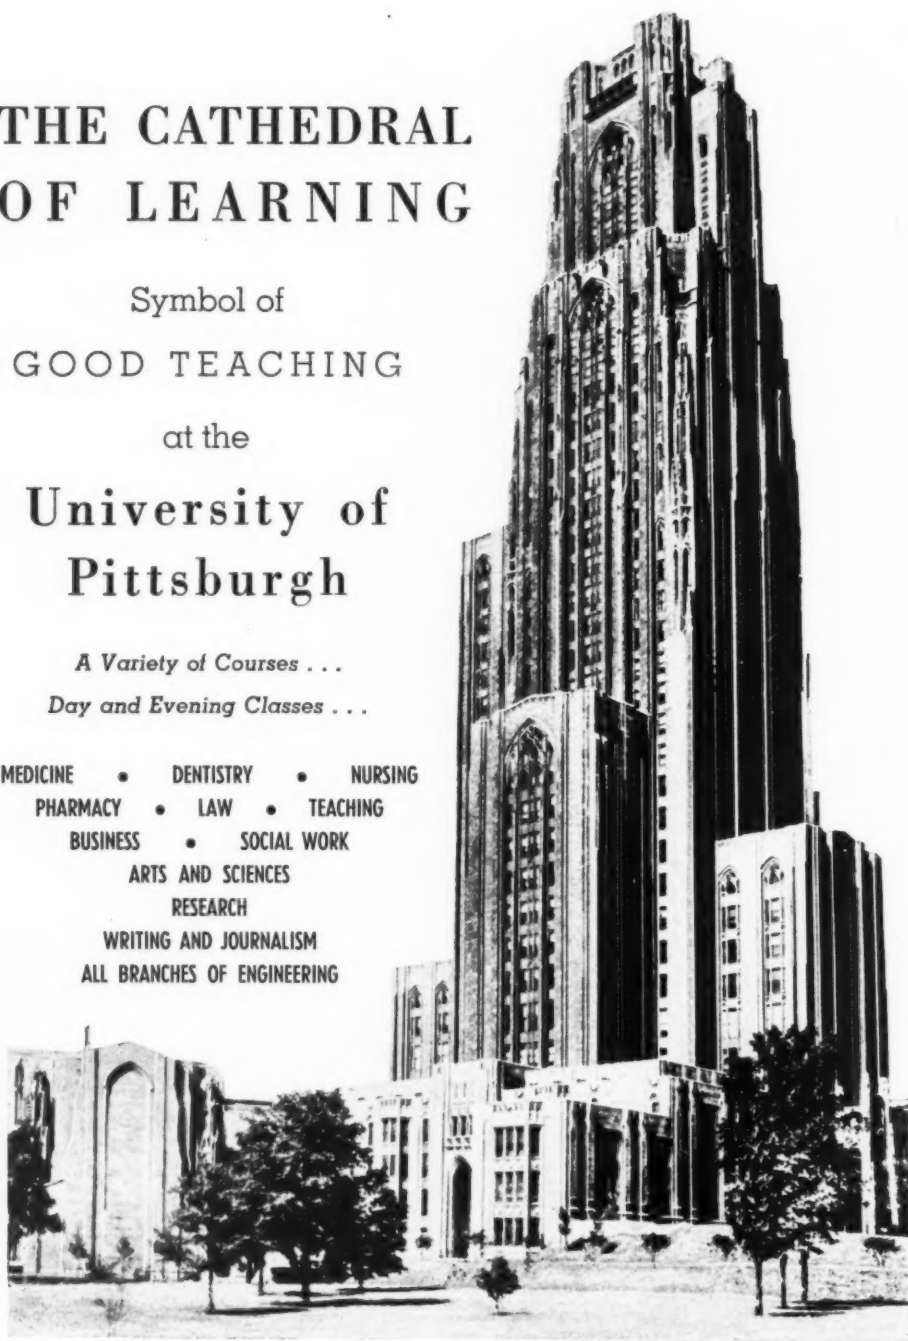 THE CATHEDRAL
OF LEARNING
Symbol of
GOOD TEACHING
at the
University of
Pittsburgh
A Variety of Courses . . .
Day and Evening Classes . . .
MEDICINE • DENTISTRY • NURSING
PHARMACY • LAW • TEACHING
BUSINESS • SOCIAL WORK
ARTS AND SCIENCES
RESEARCH
WRITING AND JOURNALISM
ALL BRANCHES OF ENGINEERING